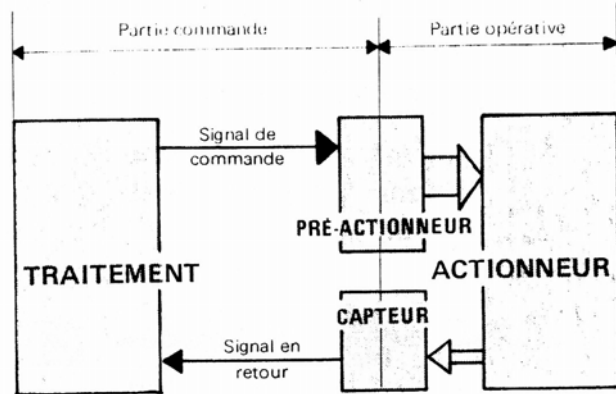 Partie commande
Partie opérative
Signal de
commande
PRÉ-ACTIONNEUR
TRAITEMENT
ACTIONNEUR
CAPTEUR
Signal en
retour